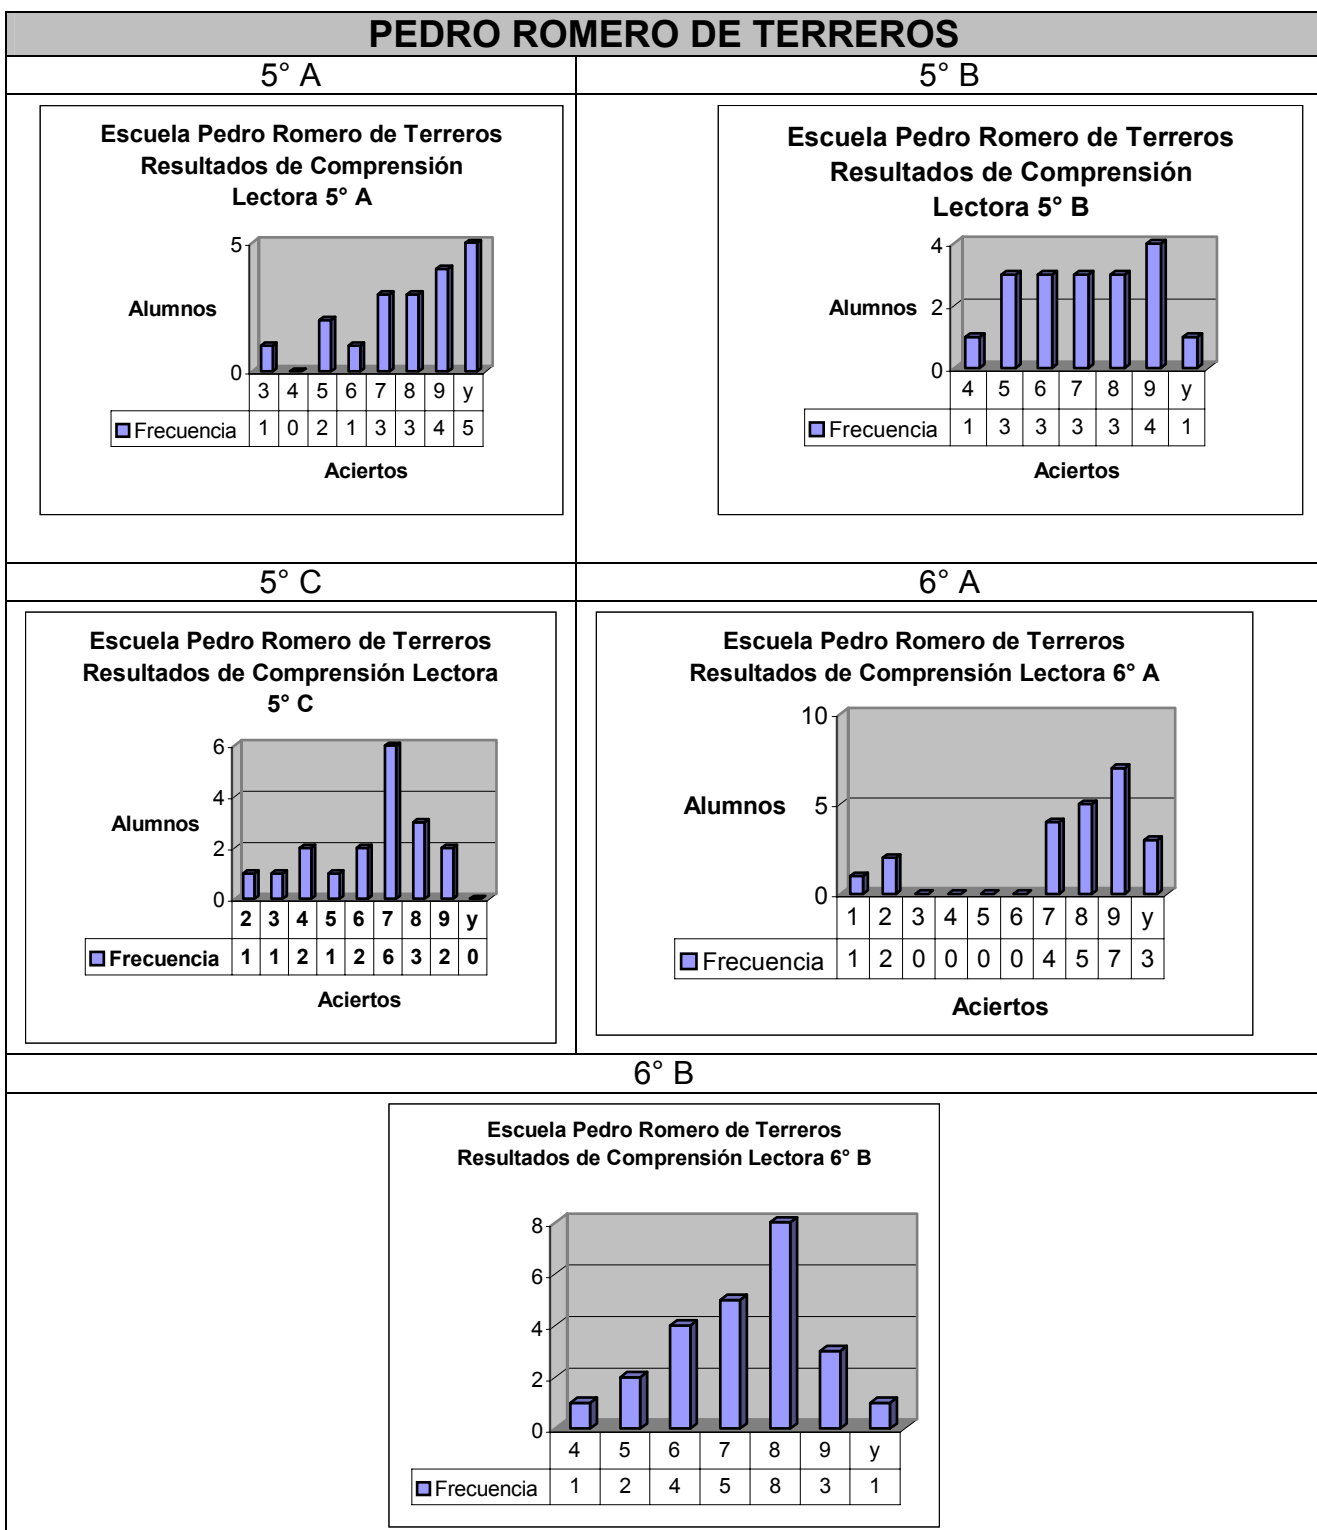 PEDRO ROMERO DE TERREROS
5° A
5° B
Escuela Pedro Romero de Terreros
Resultados de Comprensión
Lectora 5° A
5
Alumnos
0
3 4 5 6 7 8 9 y
Frecuencia 1 0 2 1 3 3 4 5
Aciertos
Escuela Pedro Romero de Terreros
Resultados de Comprensión
Lectora 5° B
4
Alumnos 2
0
4 5 6 7 8 9 y
Frecuencia 1 3 3 3 3 4 1
Aciertos
5° C
6° A
Escuela Pedro Romero de Terreros
Resultados de Comprensión Lectora
5° C
6
4
Alumnos
2
0
2 3 4 5 6 7 8 9 y
Frecuencia 1 1 2 1 2 6 3 2 0
Aciertos
Escuela Pedro Romero de Terreros
Resultados de Comprensión Lectora 6° A
10
Alumnos 5
0
1 2 3 4 5 6 7 8 9 y
Frecuencia 1 2 0 0 0 0 4 5 7 3
Aciertos
6° B
Escuela Pedro Romero de Terreros
Resultados de Comprensión Lectora 6° B
8
6
4
2
0
4 5 6 7 8 9 y
Frecuencia 1 2 4 5 8 3 1